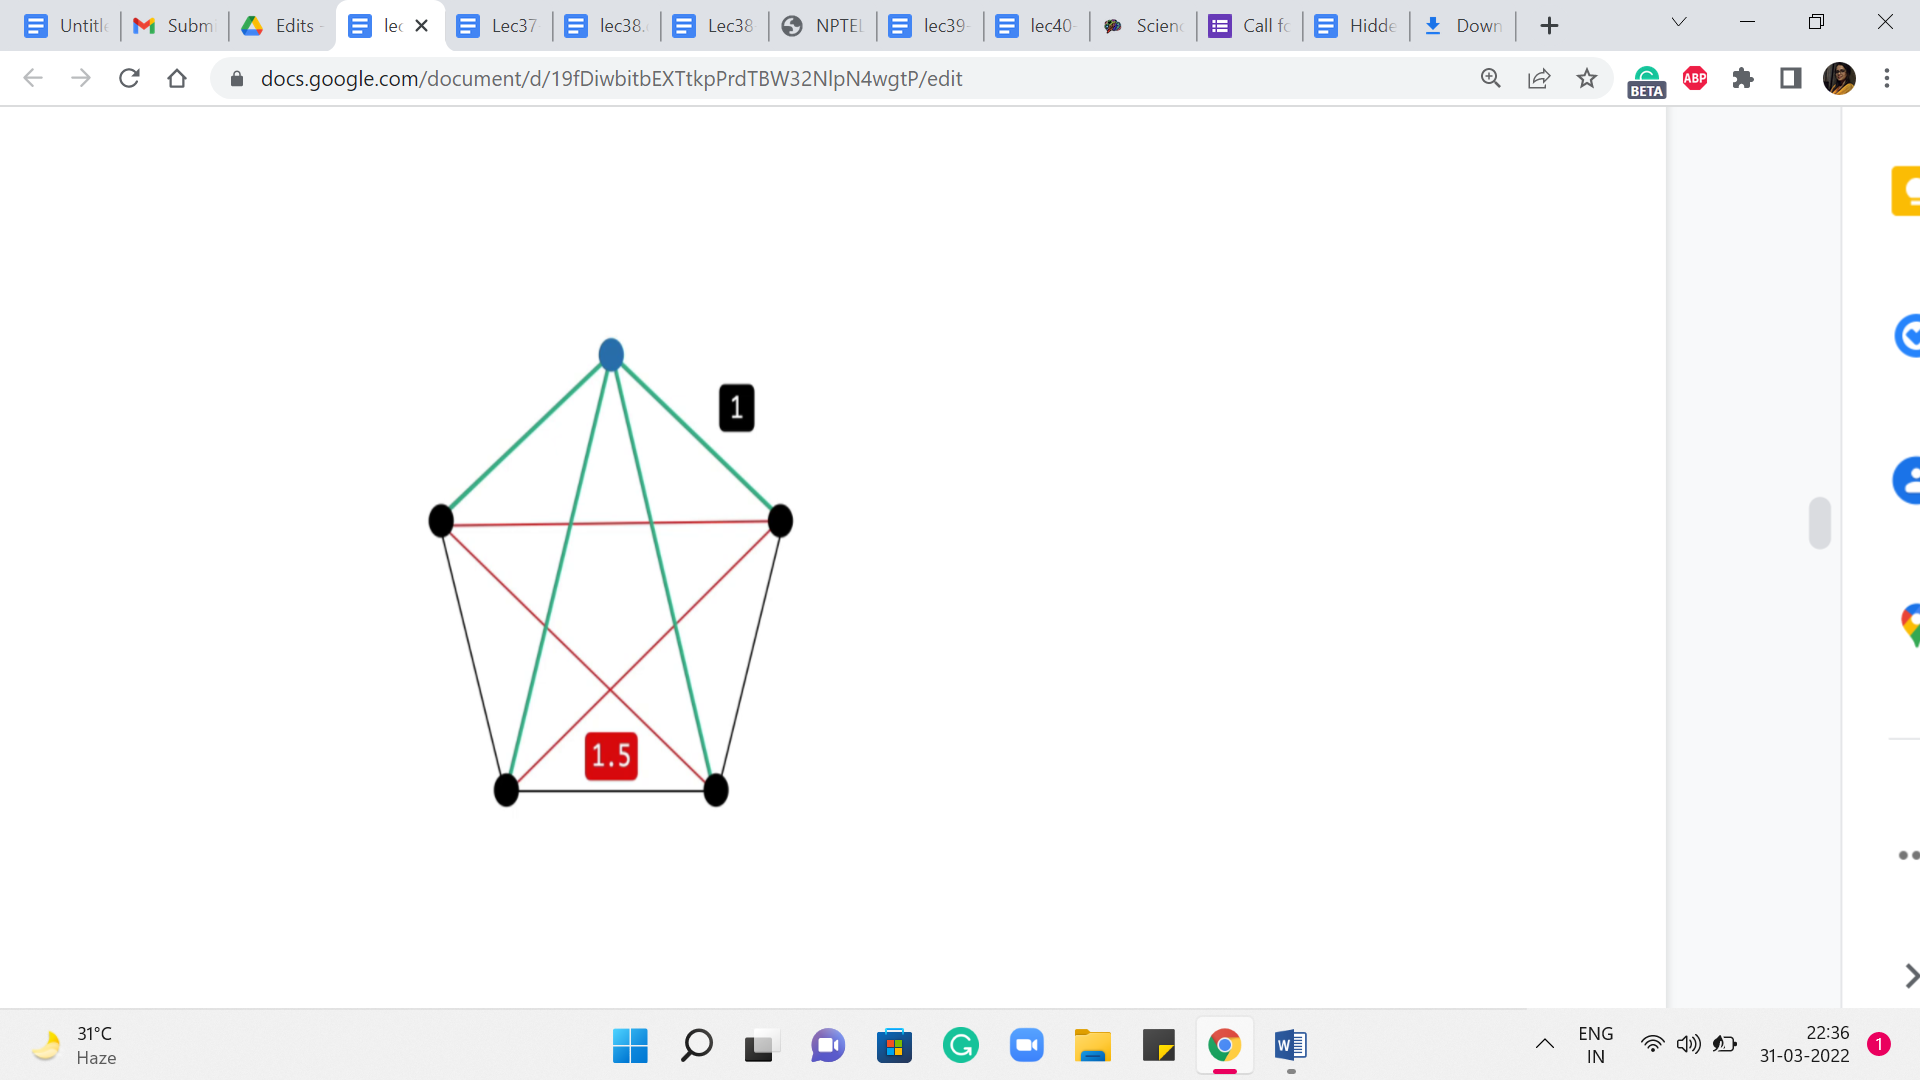 Untitl
Submi
Edits -
lec
Lec37-
lec38.
Lec38
NPTEL
lec39-
lec40-
Scienc
Call fo
Hidde
Down
docs.google.com/document/d/19fDiwbitbEXTtkpPrdTBW32NlpN4wgtP/edit
BETA
ABP
1
1.5
31°C
Haze
ENG
IN
22:36
31-03-2022
1